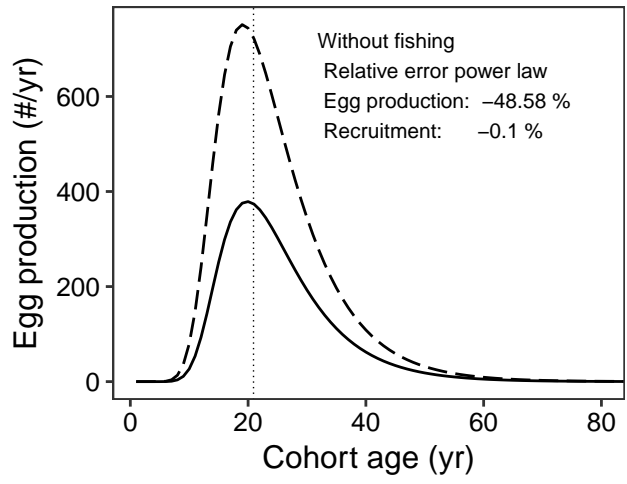 Without fishing
Relative error power law
Egg production: −48.58 %
Recruitment: −0.1 %
Egg production (#/yr)
600
400
200
0
0 20 40 60 80
Cohort age (yr)